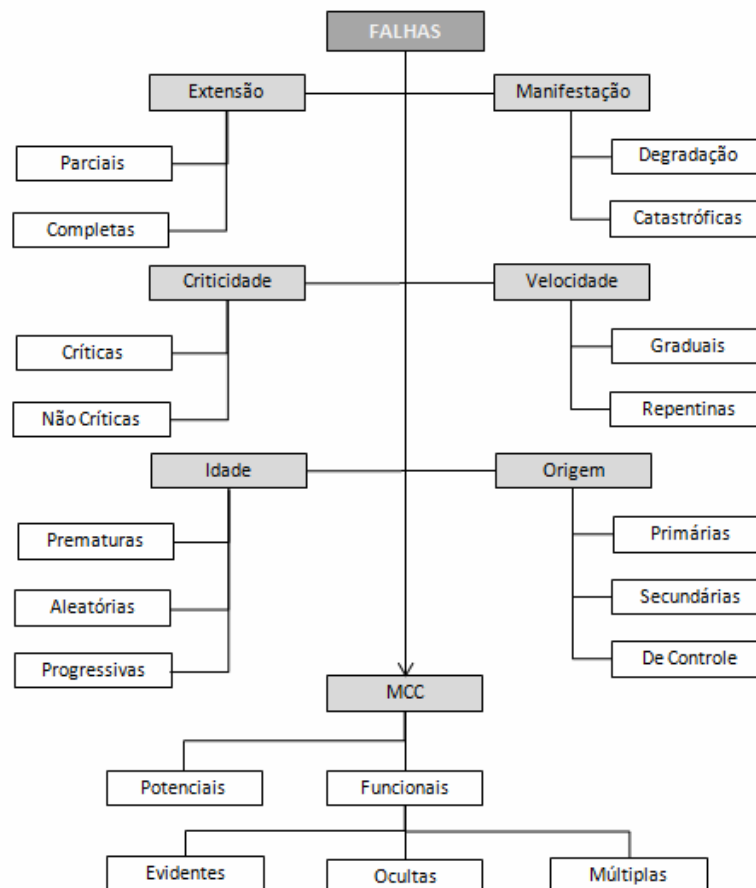 FALHAS
Extensão
Manifestação
Parciais
Degradação
Completas
Catastróficas
Criticidade
Velocidade
Críticas
Graduais
Não Críticas
Repentinas
Idade
Origem
Prematuras
Primárias
Aleatórias
Secundárias
Progressivas
De Controle
MCC
Potenciais
Funcionais
Evidentes
Ocultas
Múltiplas